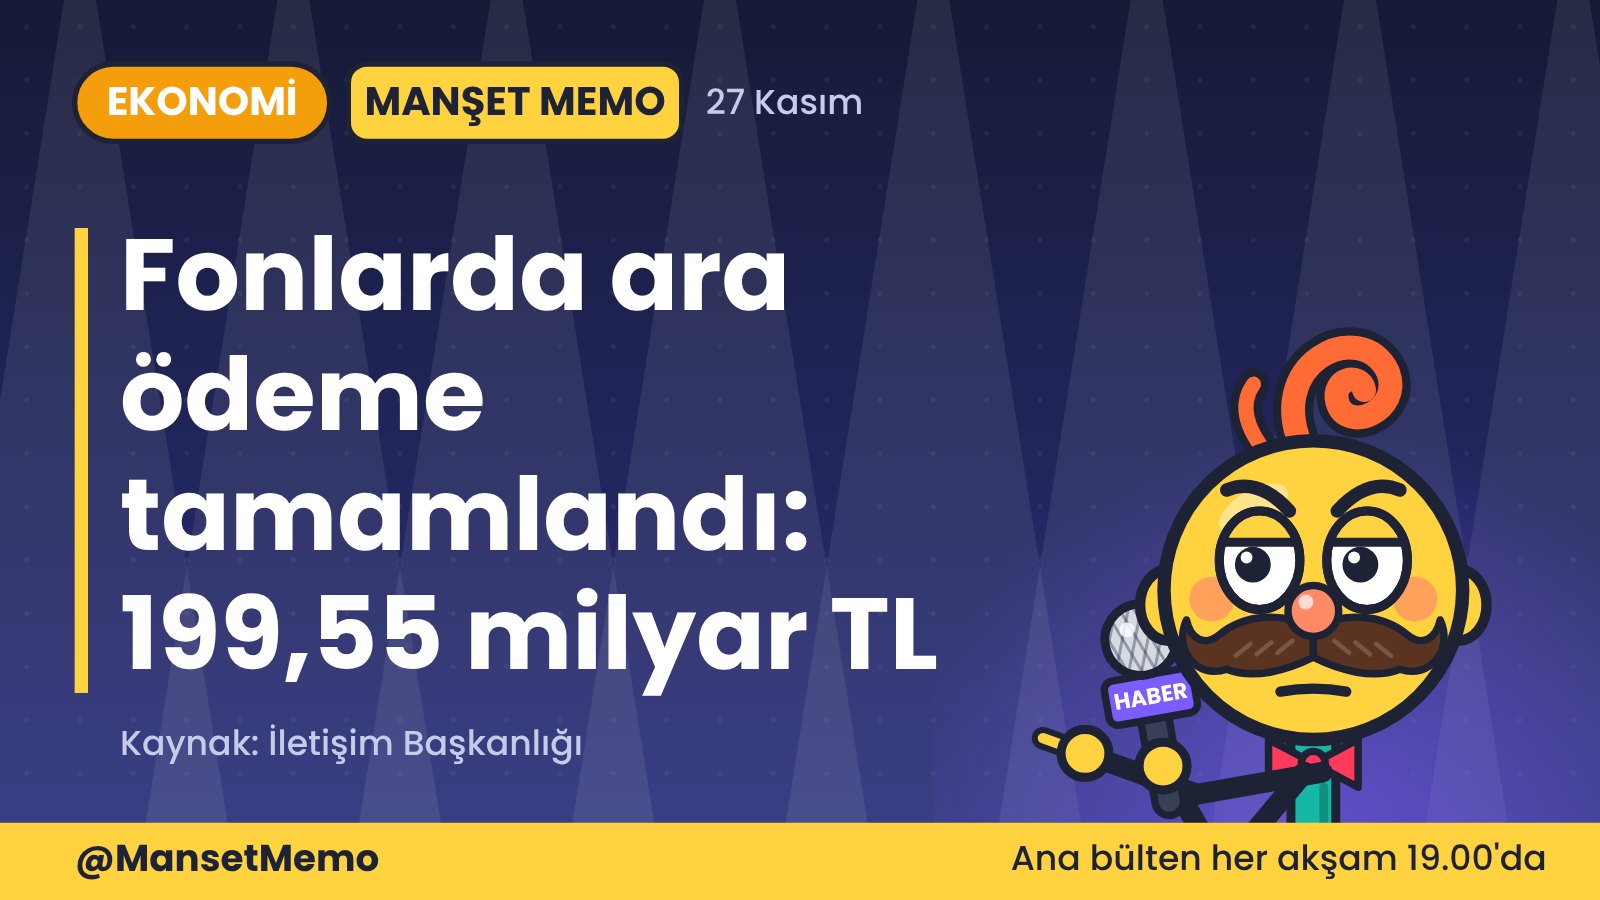 EKONOMİ MANŞET MEMO 27 Kasım
Fonlarda ara
ödeme
tamamlandı:
199,55 milyar TL
Kaynak: İletişim Başkanlığı
HABER
@MansetMemo Ana bülten her akşam 19.00'da